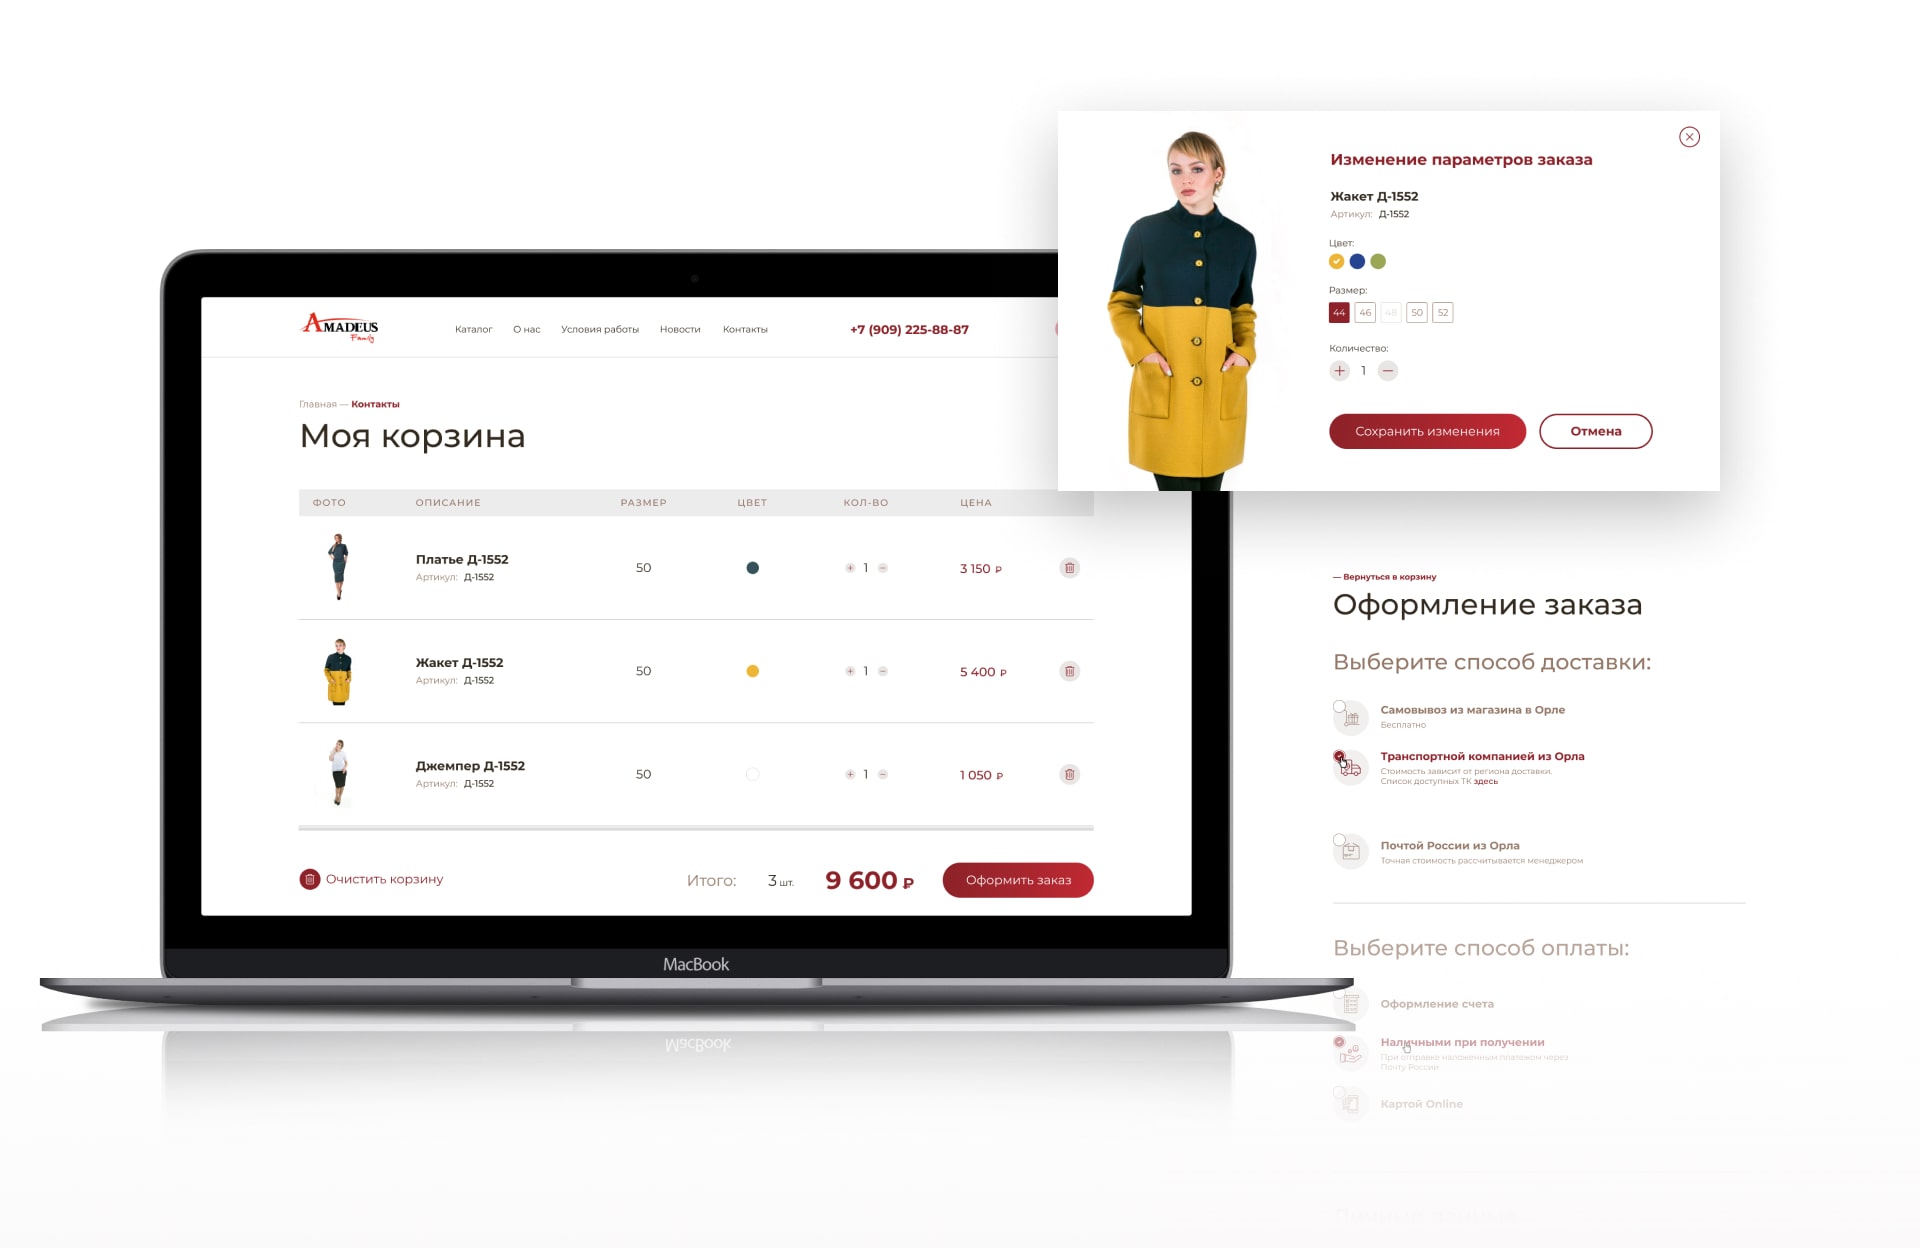 AMADEUS
Family
Каталог О нас Условия работы Новости Контакты
+7 (909) 225-88-87
Главная — Контакты
Моя корзина
ФОТО ОПИСАНИЕ РАЗМЕР ЦВЕТ КОЛ-ВО ЦЕНА
Платье Д-1552
Артикул: Д-1552
50 + 1 − 3 150 ₽
Жакет Д-1552
Артикул: Д-1552
50 + 1 − 5 400 ₽
Джемпер Д-1552
Артикул: Д-1552
50 + 1 − 1 050 ₽
Очистить корзину
Итого: 3 шт. 9 600 ₽
Оформить заказ
MacBook
Изменение параметров заказа
Жакет Д-1552
Артикул: Д-1552
Цвет:
Размер:
44 46 48 50 52
Количество:
+ 1 −
Сохранить изменения Отмена
— Вернуться в корзину
Оформление заказа
Выберите способ доставки:
Самовывоз из магазина в Орле
Бесплатно
Транспортной компанией из Орла
Стоимость зависит от региона доставки.
Список доступных ТК здесь
Почтой России из Орла
Точная стоимость рассчитывается менеджером
Выберите способ оплаты:
Оформление счета
Наличными при получении
При отправке наложенным платежом через
Почту России
Картой Online